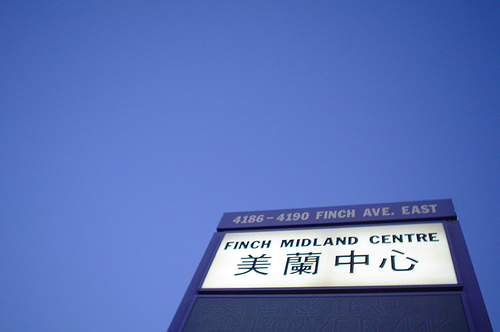 4186-4190 FINCH AVE. EAST
FINCH MIDLAND CENTRE
美蘭中心